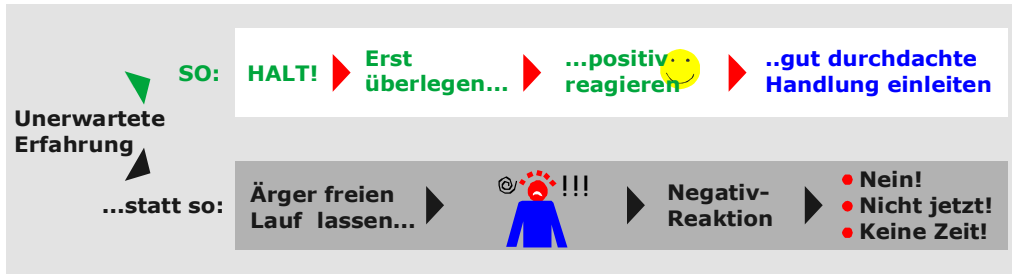 Unerwartete
Erfahrung
SO:
HALT!
Erst
überlegen...
...positiv
reagieren
..gut durchdachte
Handlung einleiten
...statt so:
Ärger freien
Lauf lassen...
@ !!!
Negativ-
Reaktion
Nein!
Nicht jetzt!
Keine Zeit!